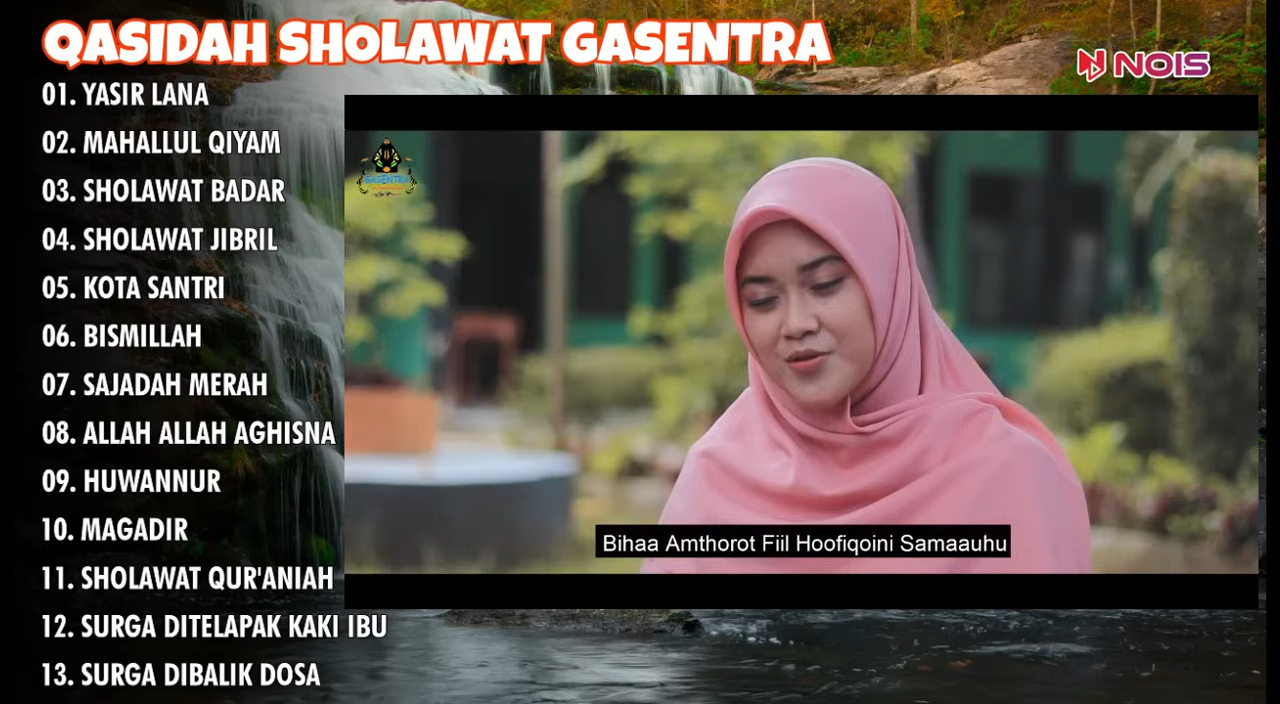 QASIDAH SHOLAWAT GASENTRA
NOIS
01. YASIR LANA
02. MAHALLUL QIYAM
03. SHOLAWAT BADAR
04. SHOLAWAT JIBRIL
05. KOTA SANTRI
06. BISMILLAH
07. SAJADAH MERAH
08. ALLAH ALLAH AGHISNA
09. HUWANNUR
10. MAGADIR
11. SHOLAWAT QUR'ANIAH
12. SURGA DITELAPAK KAKI IBU
13. SURGA DIBALIK DOSA
GASENTRA
Bihaa Amthorot Fiil Hoofiqoini Samaauhu